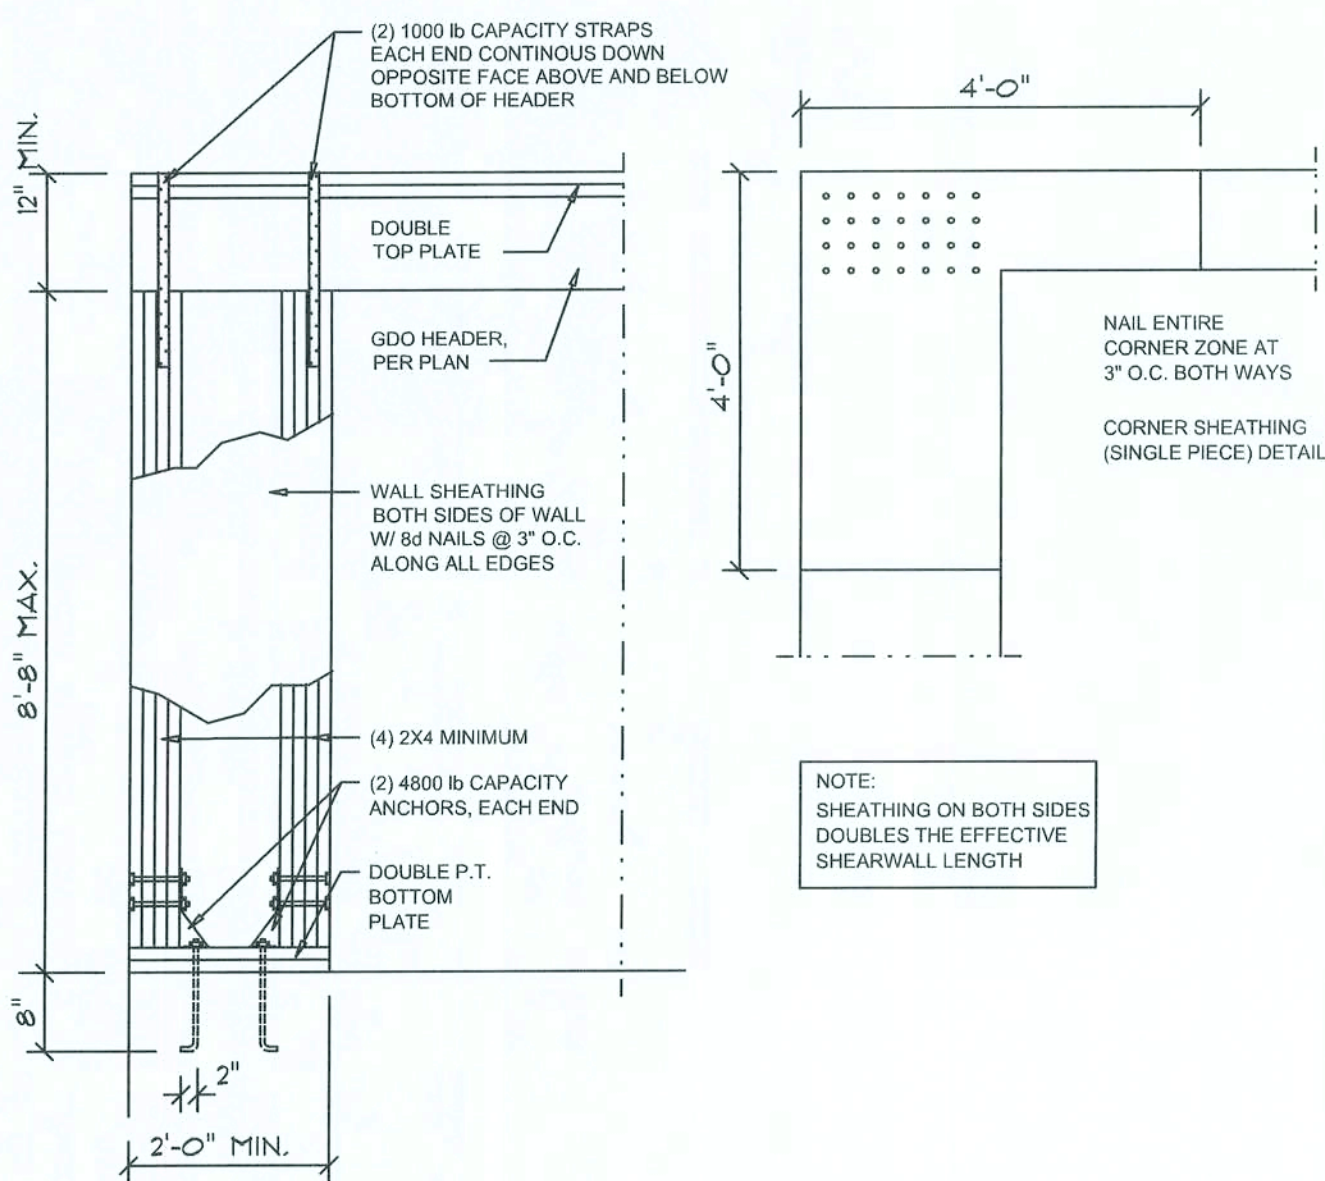 (2) 1000 lb CAPACITY STRAPS
EACH END CONTINOUS DOWN
OPPOSITE FACE ABOVE AND BELOW
BOTTOM OF HEADER
12" MIN.
DOUBLE
TOP PLATE
GDO HEADER,
PER PLAN
WALL SHEATHING
BOTH SIDES OF WALL
W/ 8d NAILS @ 3" O.C.
ALONG ALL EDGES
8'-8" MAX.
(4) 2X4 MINIMUM
(2) 4800 lb CAPACITY
ANCHORS, EACH END
DOUBLE P.T.
BOTTOM
PLATE
8"
2"
2'-0" MIN.
4'-0"
4'-0"
NAIL ENTIRE
CORNER ZONE AT
3" O.C. BOTH WAYS
CORNER SHEATHING
(SINGLE PIECE) DETAIL
NOTE:
SHEATHING ON BOTH SIDES
DOUBLES THE EFFECTIVE
SHEARWALL LENGTH